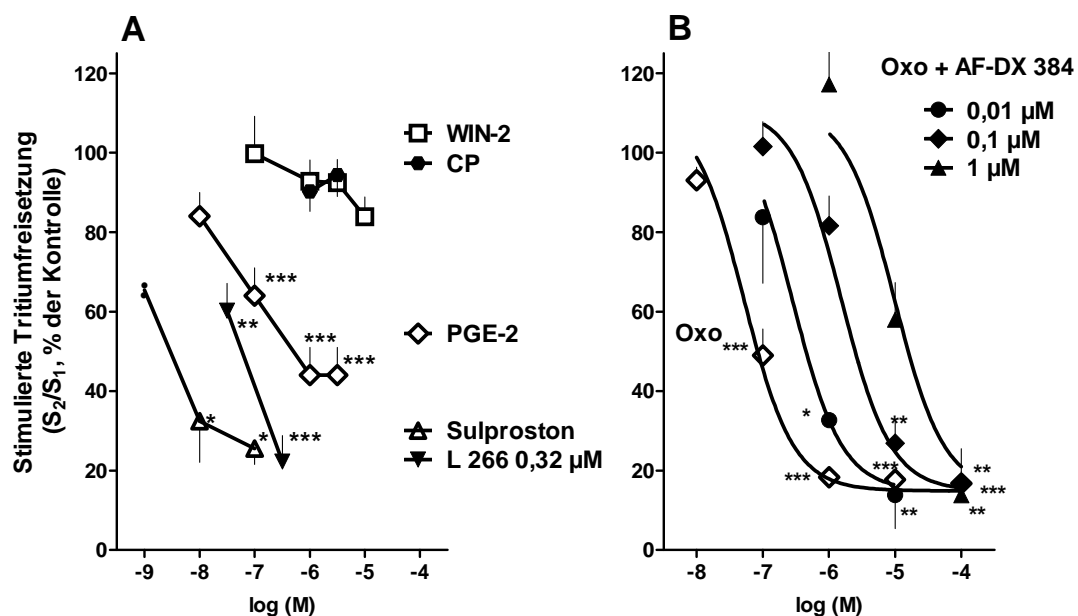 A
B
Stimulierte Tritiumfreisetzung
(S₂/S₁, % der Kontrolle)
120
100
80
60
40
20
0
-9
-8
-7
-6
-5
-4
log (M)
WIN-2
CP
PGE-2
Sulproston
L 266 0,32 µM
***
***
***
**
*
*
***
120
100
80
60
40
20
0
-8
-7
-6
-5
-4
log (M)
Oxo + AF-DX 384
0,01 µM
0,1 µM
1 µM
Oxo
***
*
**
***
***
**
**
***
**